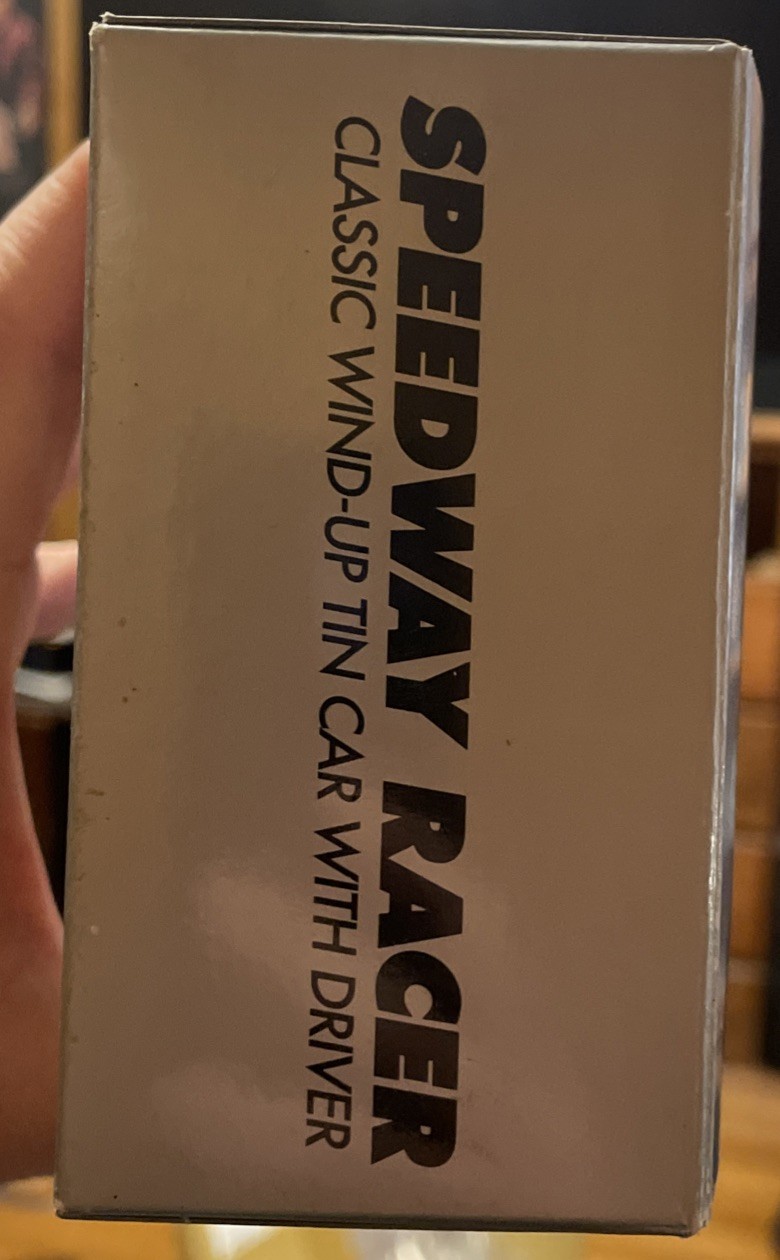 SPEEDWAY RACER
CLASSIC WIND-UP TIN CAR WITH DRIVER